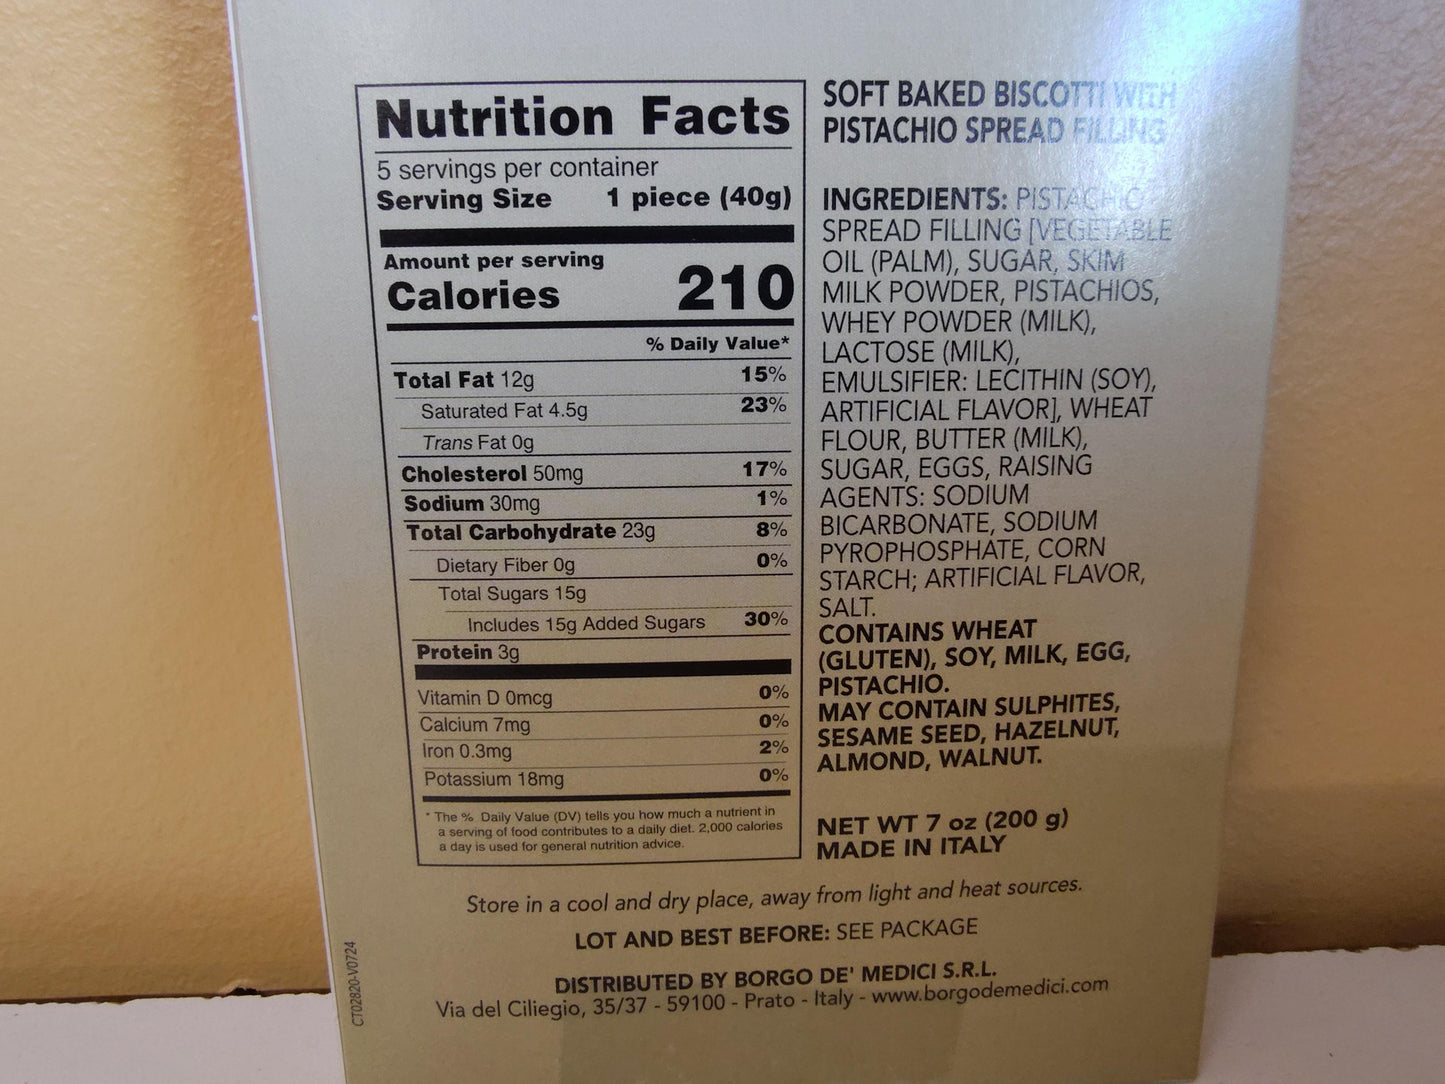 Nutrition Facts
5 servings per container
Serving Size 1 piece (40g)
Amount per serving
Calories 210
% Daily Value*
Total Fat 12g 15%
Saturated Fat 4.5g 23%
Trans Fat 0g
Cholesterol 50mg 17%
Sodium 30mg 1%
Total Carbohydrate 23g 8%
Dietary Fiber 0g 0%
Total Sugars 15g
Includes 15g Added Sugars 30%
Protein 3g
Vitamin D 0mcg 0%
Calcium 7mg 0%
Iron 0.3mg 2%
Potassium 18mg 0%
* The % Daily Value (DV) tells you how much a nutrient in
a serving of food contributes to a daily diet. 2,000 calories
a day is used for general nutrition advice.
SOFT BAKED BISCOTTI WITH
PISTACHIO SPREAD FILLING
INGREDIENTS: PISTACHIO
SPREAD FILLING [VEGETABLE
OIL (PALM), SUGAR, SKIM
MILK POWDER, PISTACHIOS,
WHEY POWDER (MILK),
LACTOSE (MILK),
EMULSIFIER: LECITHIN (SOY),
ARTIFICIAL FLAVOR], WHEAT
FLOUR, BUTTER (MILK),
SUGAR, EGGS, RAISING
AGENTS: SODIUM
BICARBONATE, SODIUM
PYROPHOSPHATE, CORN
STARCH; ARTIFICIAL FLAVOR,
SALT.
CONTAINS WHEAT
(GLUTEN), SOY, MILK, EGG,
PISTACHIO.
MAY CONTAIN SULPHITES,
SESAME SEED, HAZELNUT,
ALMOND, WALNUT.
NET WT 7 oz (200 g)
MADE IN ITALY
Store in a cool and dry place, away from light and heat sources.
LOT AND BEST BEFORE: SEE PACKAGE
DISTRIBUTED BY BORGO DE' MEDICI S.R.L.
Via del Ciliegio, 35/37 - 59100 - Prato - Italy - www.borgodemedici.com
CT02820-V0724